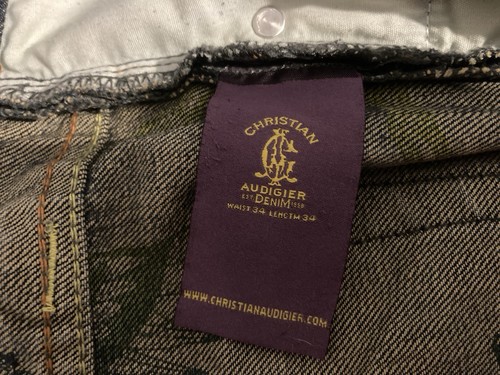 CHRISTIAN
AUDIGIER
DENIM
WAIST 34 LENGTH 34
WWW.CHRISTIANAUDIGIER.COM